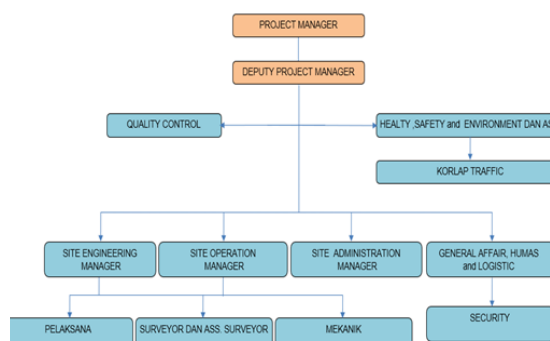 PROJECT MANAGER
DEPUTY PROJECT MANAGER
QUALITY CONTROL
HEALTY ,SAFETY and ENVIRONMENT DAN AS
KORLAP TRAFFIC
SITE ENGINEERING
MANAGER
SITE OPERATION
MANAGER
SITE ADMINISTRATION
MANAGER
GENERAL AFFAIR, HUMAS
and LOGISTIC
PELAKSANA
SURVEYOR DAN ASS. SURVEYOR
MEKANIK
SECURITY